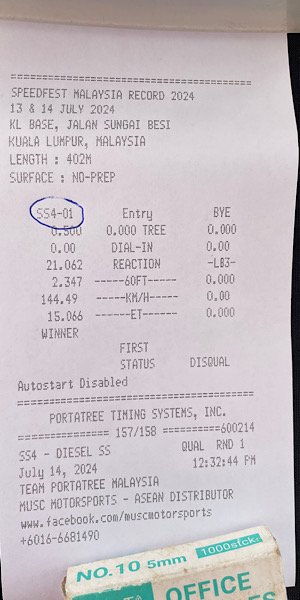 ==========================================
SPEEDFEST MALAYSIA RECORD 2024
13 & 14 JULY 2024
KL BASE, JALAN SUNGAI BESI
KUALA LUMPUR, MALAYSIA
LENGTH : 402M
SURFACE : NO-PREP
SS4-01 Entry BYE
0.500 0.000 TREE 0.000
0.00 DIAL-IN 0.00
21.062 REACTION -LB3-
2.347 -----60FT----- 0.000
144.49 -----KM/H----- 0.00
15.066 ------ET------ 0.000
WINNER
FIRST
STATUS DISQUAL
Autostart Disabled
==========================================
PORTATREE TIMING SYSTEMS, INC.
=============== 157/158 ==========600214
SS4 - DIESEL SS QUAL RND 1
July 14, 2024 12:32:44 PM
TEAM PORTATREE MALAYSIA
MUSC MOTORSPORTS - ASEAN DISTRIBUTOR
www.facebook.com/muscmotorsports
+6016-6681490
NO.10 5mm 1000sticks
OFFICE